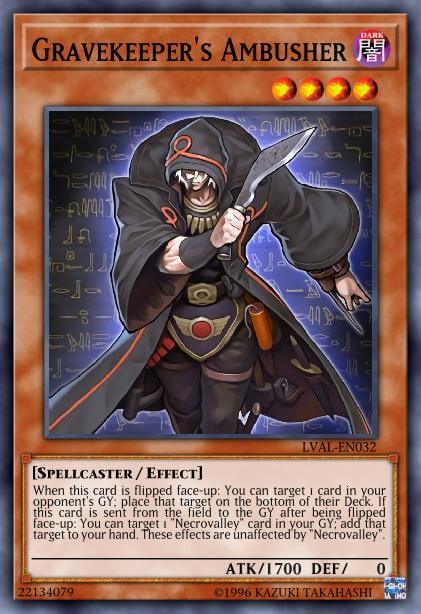 GRAVEKEEPER'S AMBUSHER
DARK
闇
LVAL-EN032
[SPELLCASTER / EFFECT]
When this card is flipped face-up: You can target 1 card in your
opponent's GY; place that target on the bottom of their Deck. If
this card is sent from the field to the GY after being flipped
face-up: You can target 1 "Necrovalley" card in your GY; add that
target to your hand. These effects are unaffected by "Necrovalley".
ATK/1700 DEF/ 0
22134079
©1996 KAZUKI TAKAHASHI